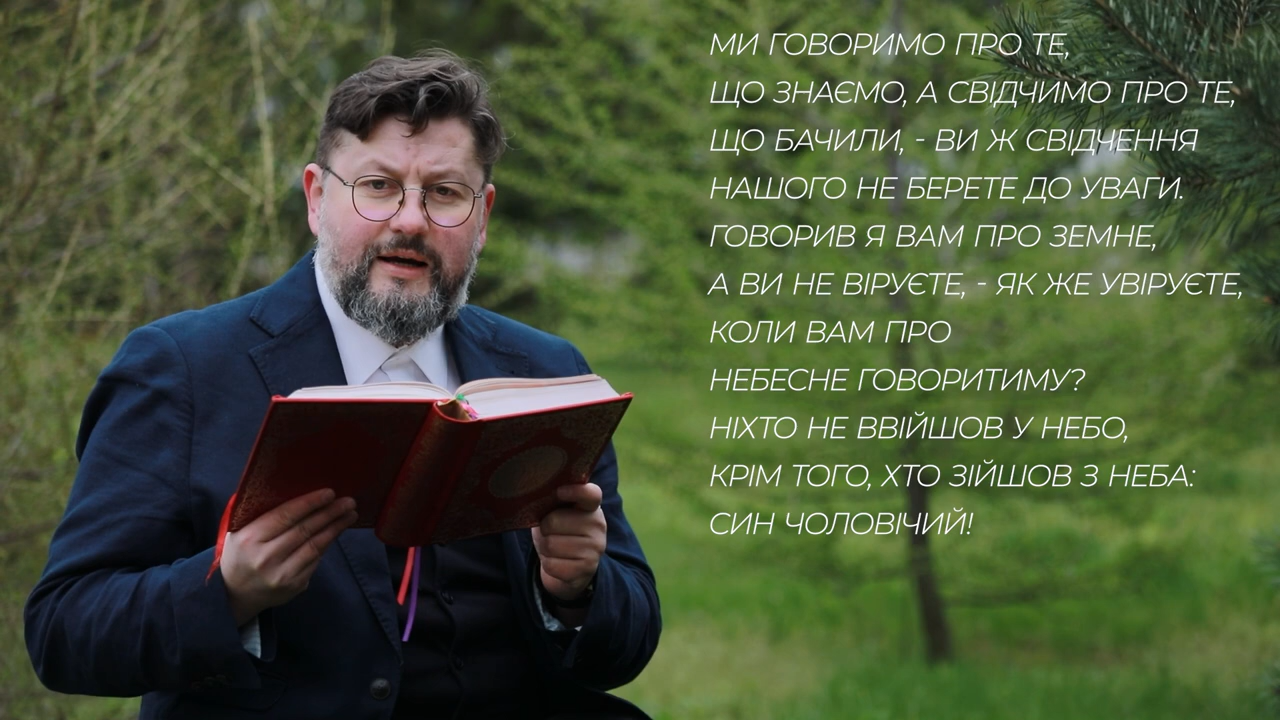 МИ ГОВОРИМО ПРО ТЕ,
ЩО ЗНАЄМО, А СВІДЧИМО ПРО ТЕ,
ЩО БАЧИЛИ, - ВИ Ж СВІДЧЕННЯ
НАШОГО НЕ БЕРЕТЕ ДО УВАГИ.
ГОВОРИВ Я ВАМ ПРО ЗЕМНЕ,
А ВИ НЕ ВІРУЄТЕ, - ЯК ЖЕ УВІРУЄТЕ,
КОЛИ ВАМ ПРО
НЕБЕСНЕ ГОВОРИТИМУ?
НІХТО НЕ ВВІЙШОВ У НЕБО,
КРІМ ТОГО, ХТО ЗІЙШОВ З НЕБА:
СИН ЧОЛОВІЧИЙ!